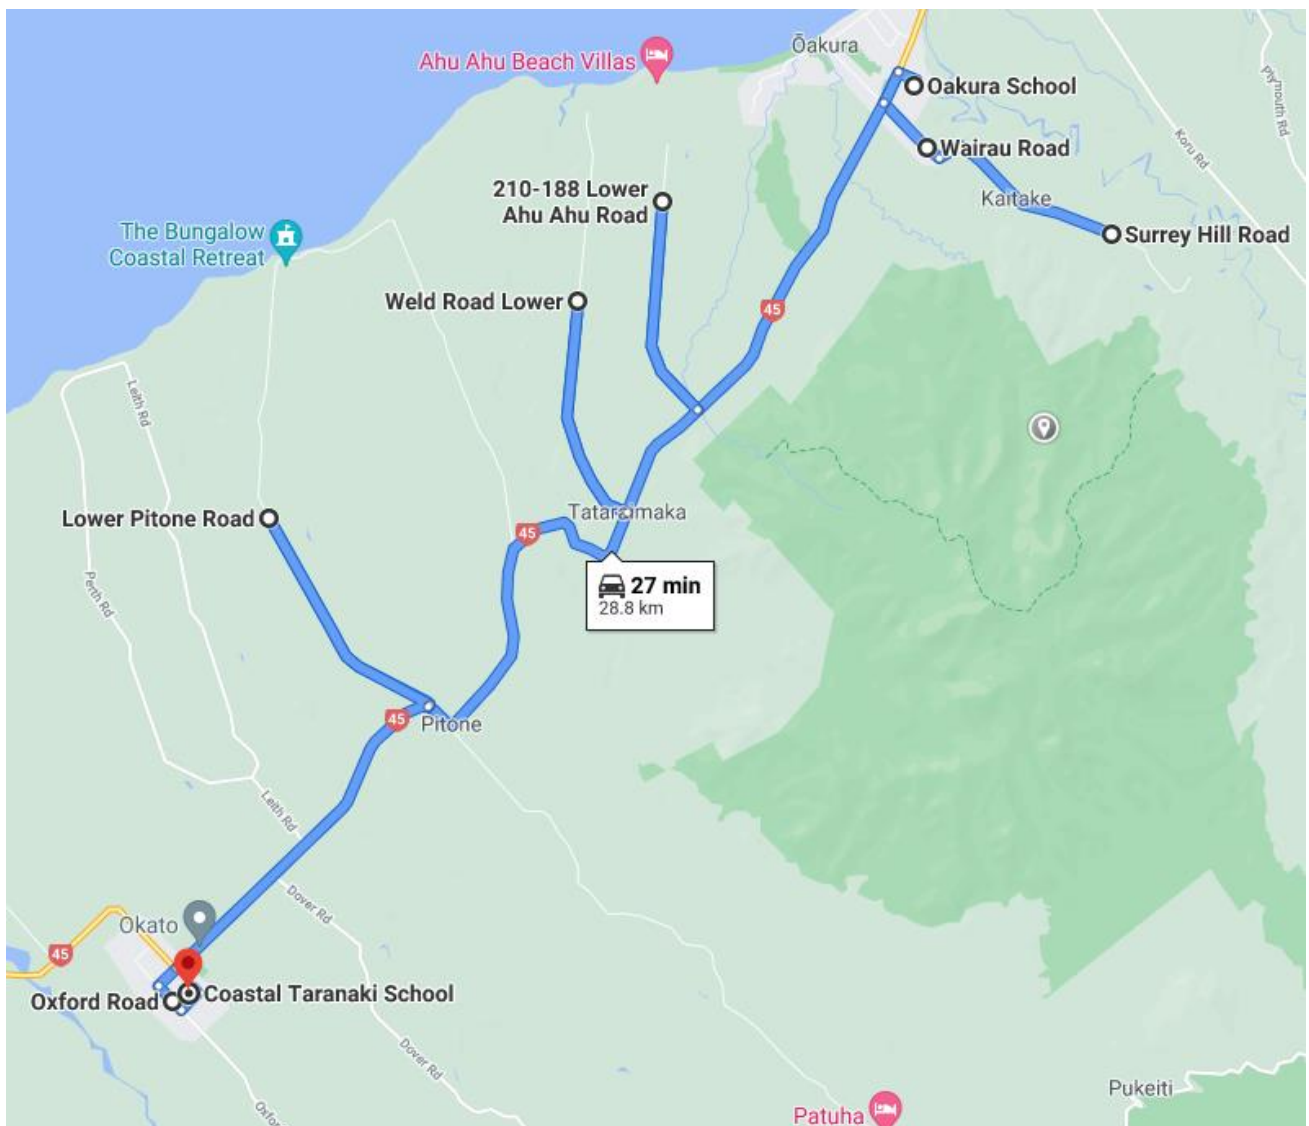 Ōakura
Ahu Ahu Beach Villas
Oakura School
Plymouth Rd
Koru Rd
Wairau Road
Kaitake
210-188 Lower
Ahu Ahu Road
Surrey Hill Road
The Bungalow
Coastal Retreat
Weld Road Lower
45
Leith Rd
Tataraimaka
Lower Pitone Road
45
27 min
28.8 km
Perth Rd
45
Pitone
Leith Rd
Dover Rd
Okato
45
Oxford Road
Coastal Taranaki School
Dover Rd
Pukeiti
Patuha